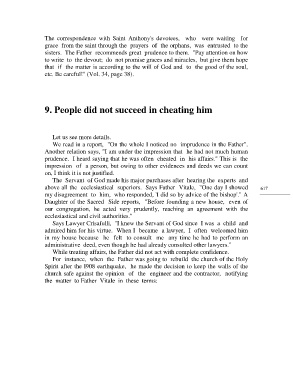 The correspondence with Saint Anthony's devotees, who were waiting for
grace from the saint through the prayers of the orphans, was entrusted to the
sisters. The Father recommends great prudence to them. "Pay attention on how
to write to the devout; do not promise graces and miracles, but give them hope
that if the matter is according to the will of God and to the good of the soul,
etc. Be careful" (Vol. 34, page 38).
9. People did not succeed in cheating him
Let us see more details.
We read in a report, "On the whole I noticed no imprudence in the Father".
Another relation says, "I am under the impression that he had not much human
prudence. I heard saying that he was often cheated in his affairs." This is the
impression of a person, but owing to other evidences and deeds we can count
on, I think it is not justified.
The Servant of God made his major purchases after hearing the experts and
above all the ecclesiastical superiors. Says Father Vitale, "One day I showed
my disagreement to him, who responded, 'I did so by advice of the bishop'." A
Daughter of the Sacred Side reports, "Before founding a new house, even of
our congregation, he acted very prudently, reaching an agreement with the
ecclesiastical and civil authorities."
Says Lawyer Crisafulli, "I knew the Servant of God since I was a child and
admired him for his virtue. When I became a lawyer, I often welcomed him
in my house because he felt to consult me any time he had to perform an
administrative deed, even though he had already consulted other lawyers."
While treating affairs, the Father did not act with complete confidence.
For instance, when the Father was going to rebuild the church of the Holy
Spirit after the 1908 earthquake, he made the decision to keep the walls of the
church safe against the opinion of the engineer and the contractor, notifying
the matter to Father Vitale in these terms:
617